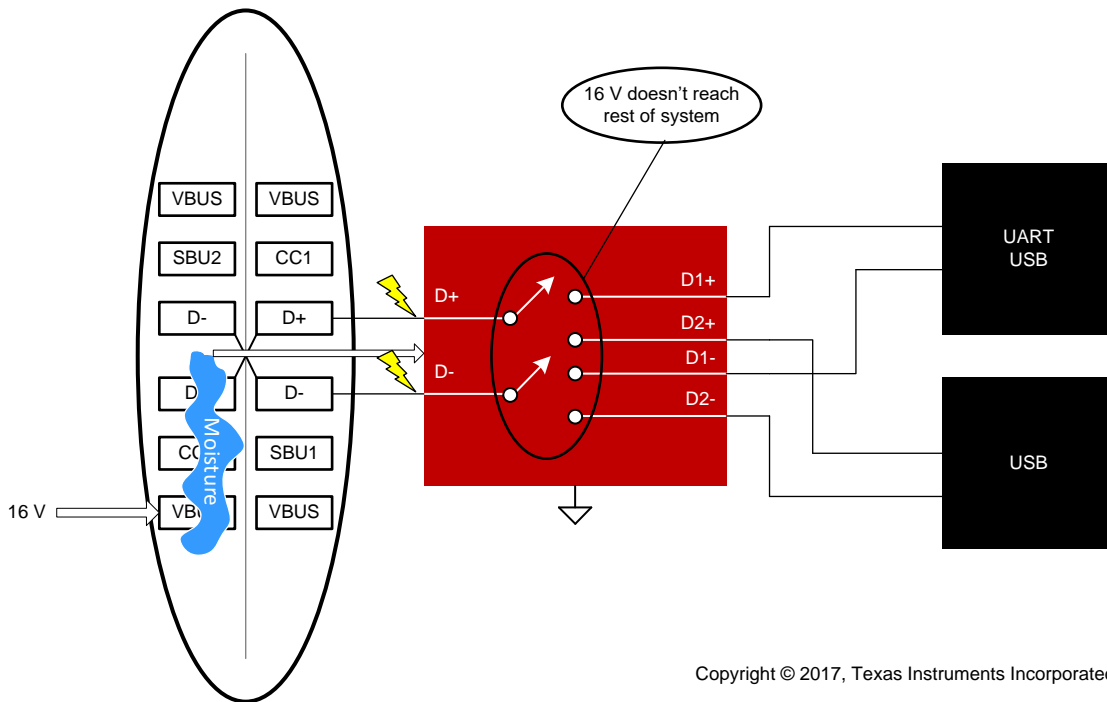 16 V doesn't reach
rest of system
VBUS
VBUS
SBU2
CC1
D-
D+
D-
CC
SBU1
VBUS
Moisture
16 V
D+
D-
D1+
D2+
D1-
D2-
UART
USB
USB
Copyright © 2017, Texas Instruments Incorporated